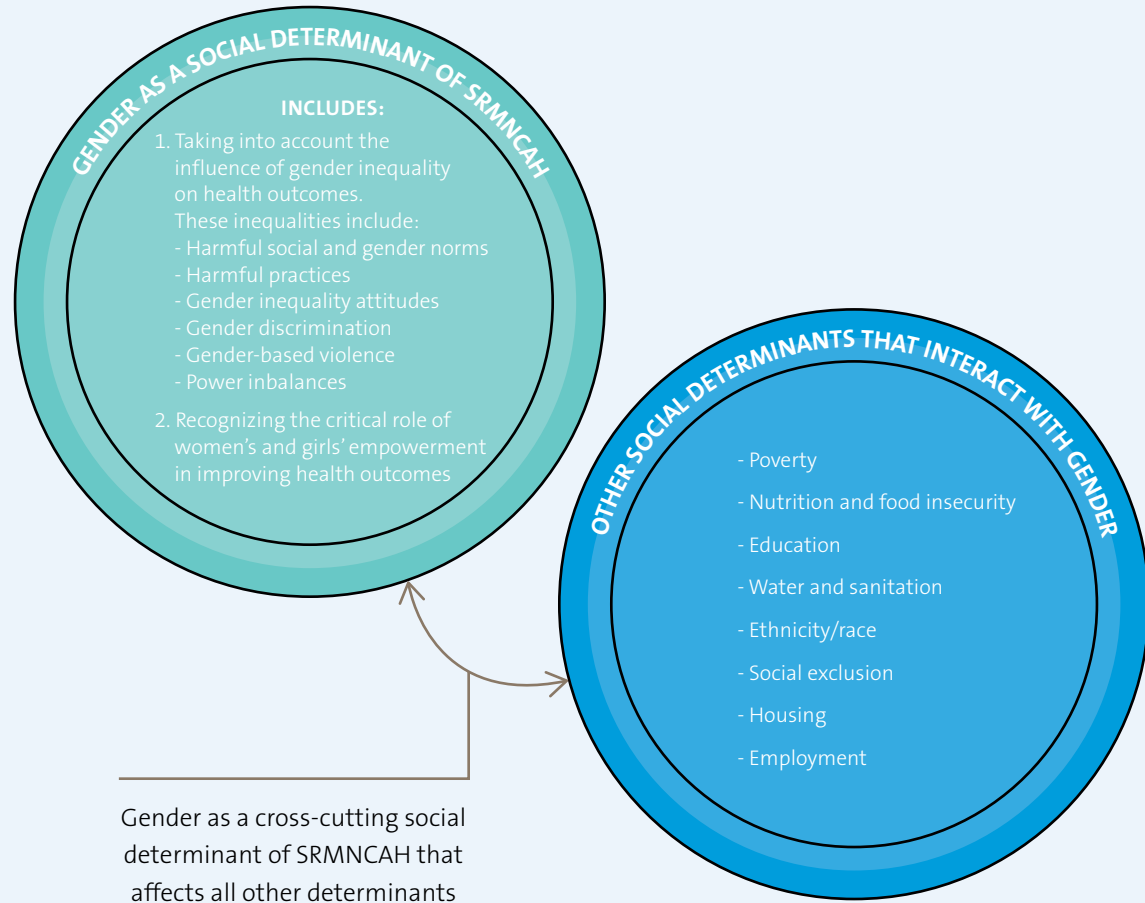 GENDER AS A SOCIAL DETERMINANT OF SRMNCAH
INCLUDES:
1. Taking into account the
influence of gender inequality
on health outcomes.
These inequalities include:
- Harmful social and gender norms
- Harmful practices
- Gender inequality attitudes
- Gender discrimination
- Gender-based violence
- Power inbalances
2. Recognizing the critical role of
women’s and girls’ empowerment
in improving health outcomes
OTHER SOCIAL DETERMINANTS THAT INTERACT WITH GENDER
- Poverty
- Nutrition and food insecurity
- Education
- Water and sanitation
- Ethnicity/race
- Social exclusion
- Housing
- Employment
Gender as a cross-cutting social
determinant of SRMNCAH that
affects all other determinants